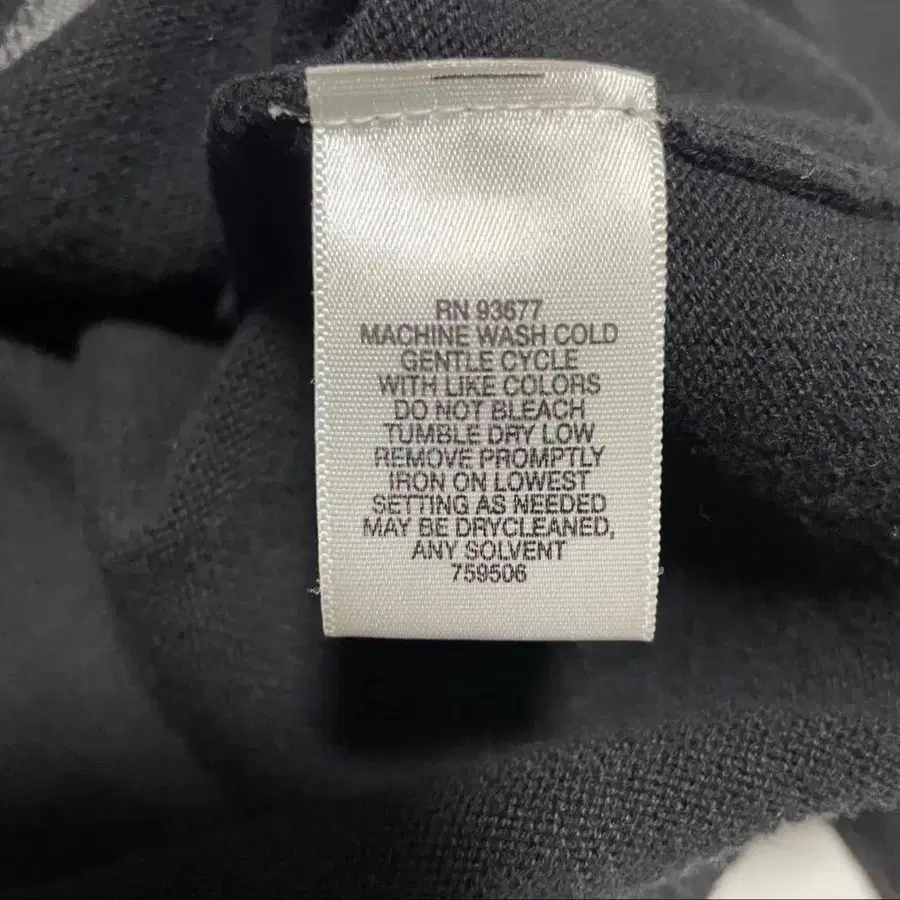 RN 93677
MACHINE WASH COLD
GENTLE CYCLE
WITH LIKE COLORS
DO NOT BLEACH
TUMBLE DRY LOW
REMOVE PROMPTLY
IRON ON LOWEST
SETTING AS NEEDED
MAY BE DRYCLEANED,
ANY SOLVENT
759506